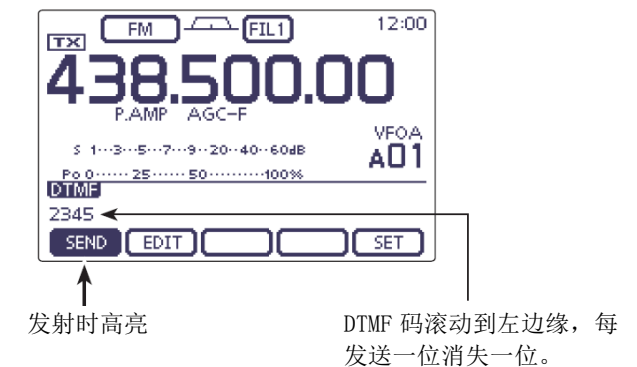 FM FIL1 12:00
TX
438.500.00
P.AMP AGC-F
VFOA
S 1···3···5···7···9··20··40··60dB
A01
Po 0······ 25······ 50··········100%
DTMF
2345
SEND EDIT SET
发射时高亮
DTMF 码滚动到左边缘，每
发送一位消失一位。